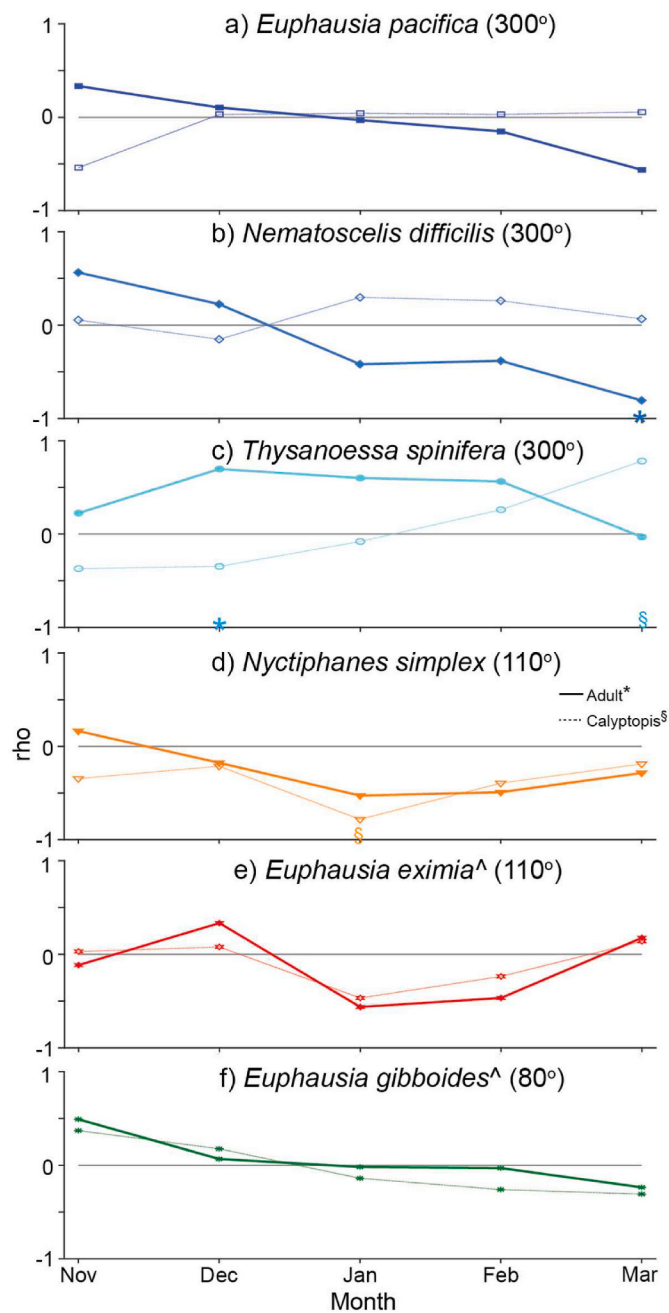 1
a) Euphausia pacifica (300°)
0
-1
1
b) Nematoscelis difficilis (300°)
0
-1
*
1
c) Thysanoessa spinifera (300°)
0
-1
*
§
1
d) Nyctiphanes simplex (110°)
Adult*
Calyptopis§
0
rho
-1
§
1
e) Euphausia eximia^ (110°)
0
-1
1
f) Euphausia gibboides^ (80°)
0
-1
Nov Dec Jan Feb Mar
Month